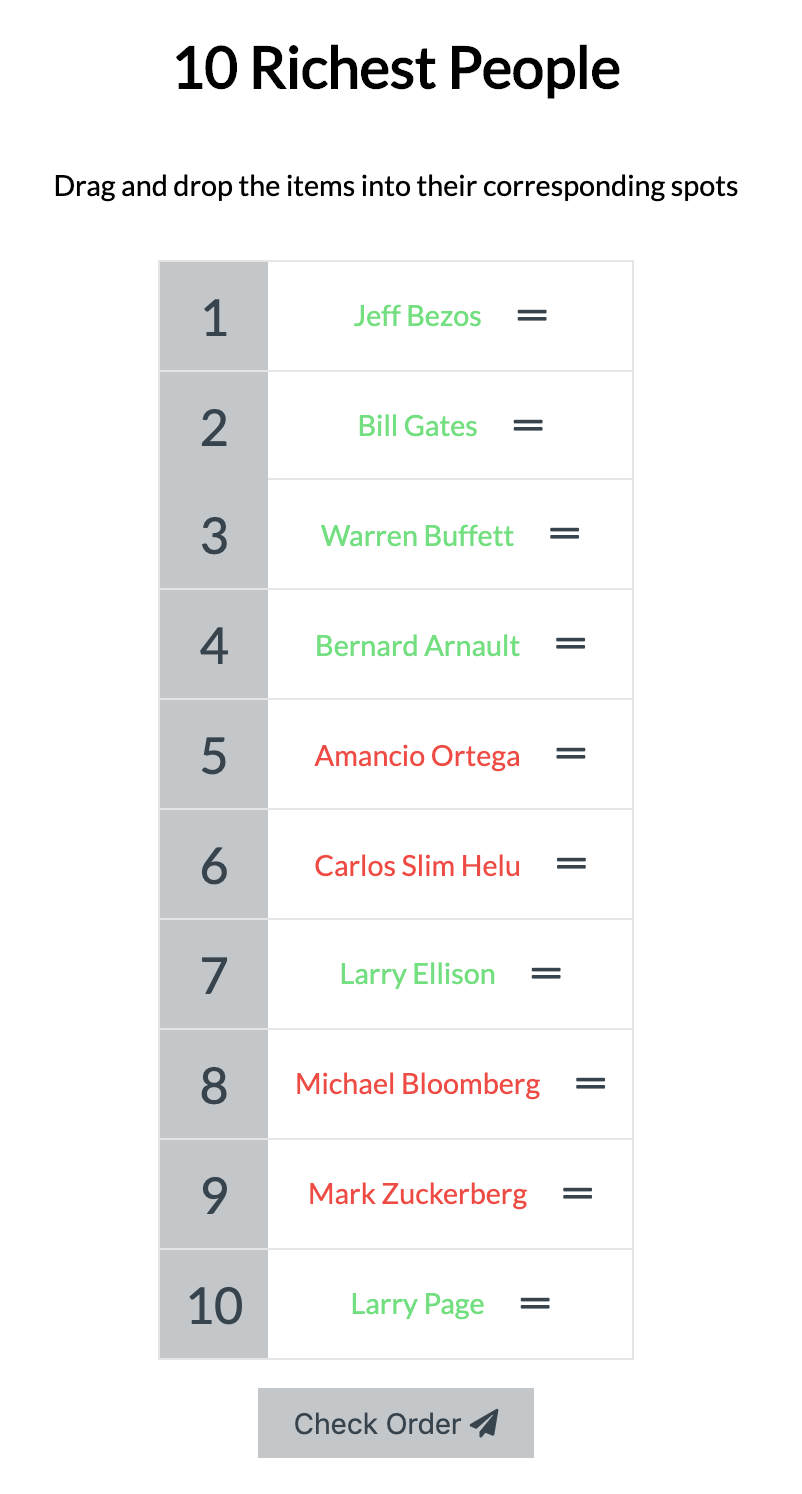 10 Richest People
Drag and drop the items into their corresponding spots
1 Jeff Bezos
2 Bill Gates
3 Warren Buffett
4 Bernard Arnault
5 Amancio Ortega
6 Carlos Slim Helu
7 Larry Ellison
8 Michael Bloomberg
9 Mark Zuckerberg
10 Larry Page
Check Order